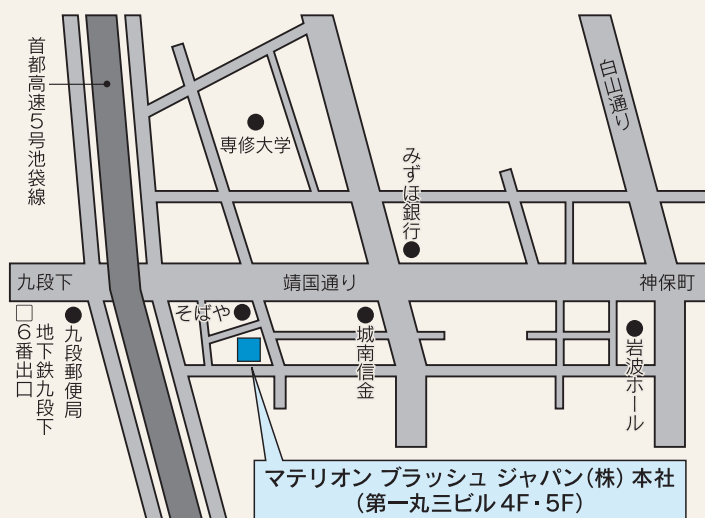 首都高速5号池袋線
専修大学
みずほ銀行
白山通り
九段下
靖国通り
神保町
□6番出口
地下鉄九段下
九段郵便局
そばや
城南信金
岩波ホール
マテリオン ブラッシュ ジャパン(株) 本社
(第一丸三ビル 4F・5F)